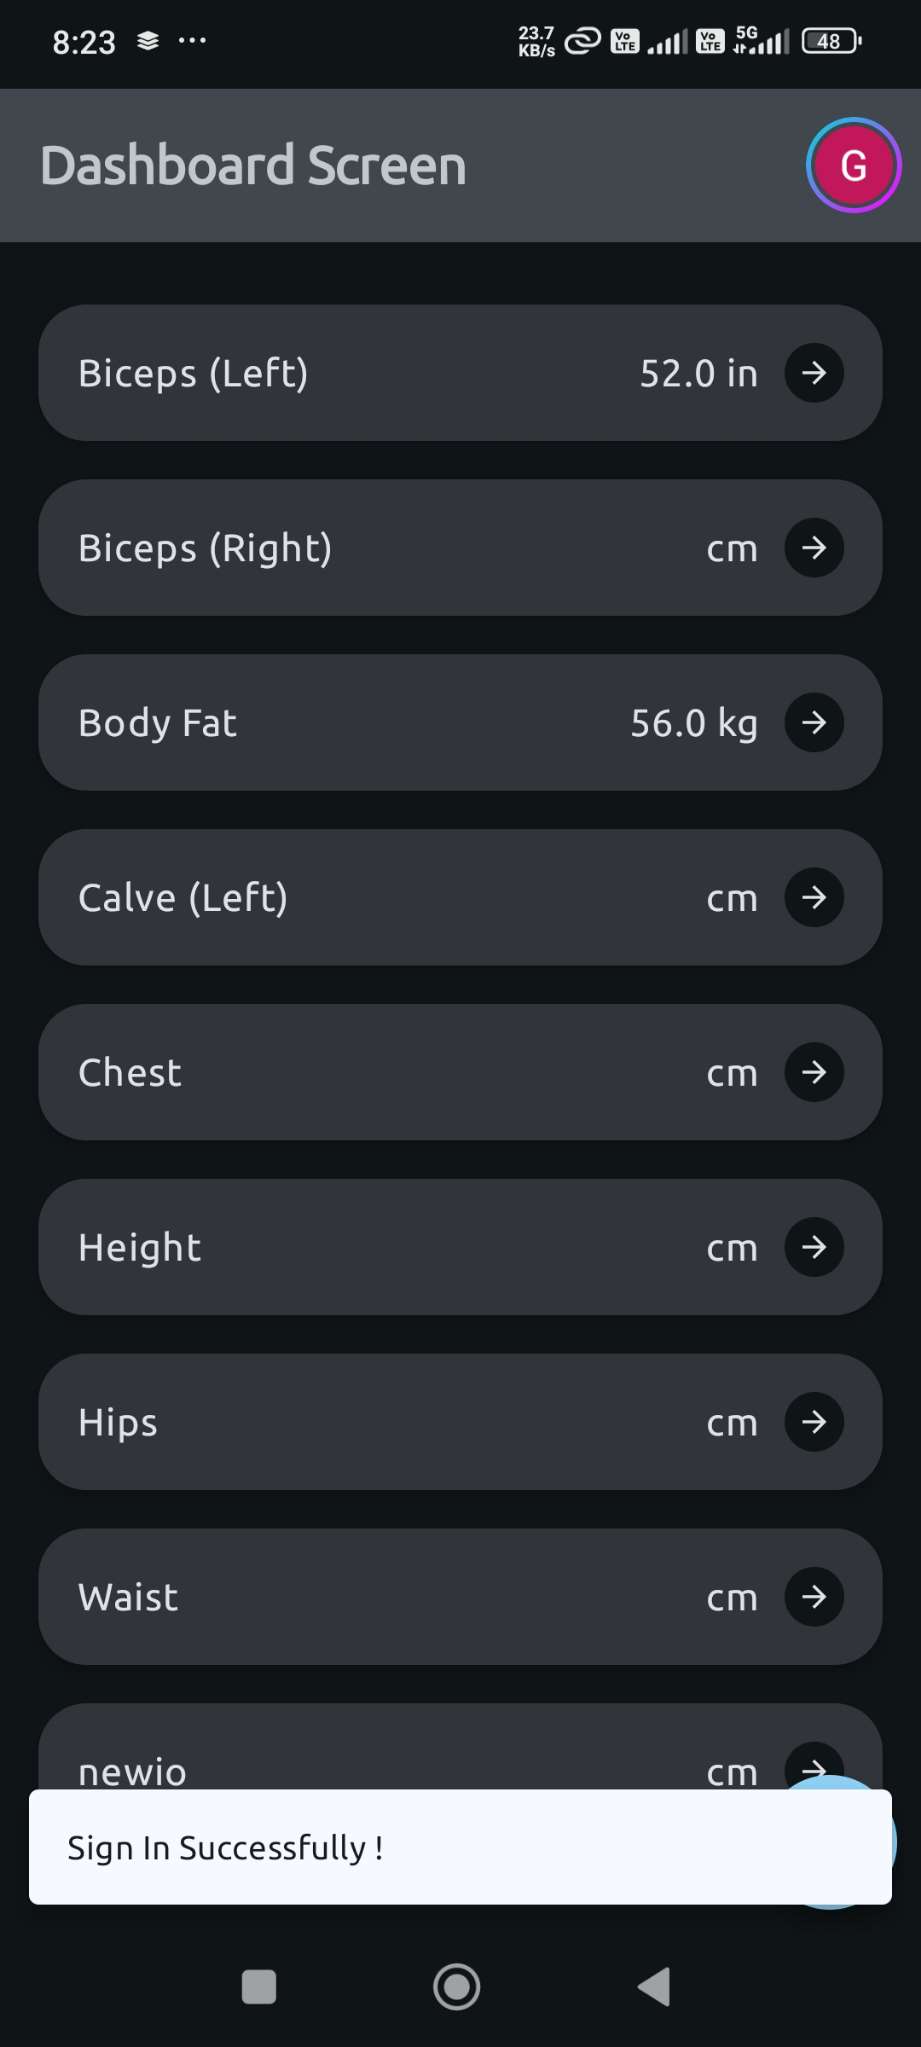 8:23
23.7 KB/s
Vo LTE
Vo LTE
5G
48
Dashboard Screen
G
Biceps (Left) 52.0 in
Biceps (Right) cm
Body Fat 56.0 kg
Calve (Left) cm
Chest cm
Height cm
Hips cm
Waist cm
newio cm
Sign In Successfully !